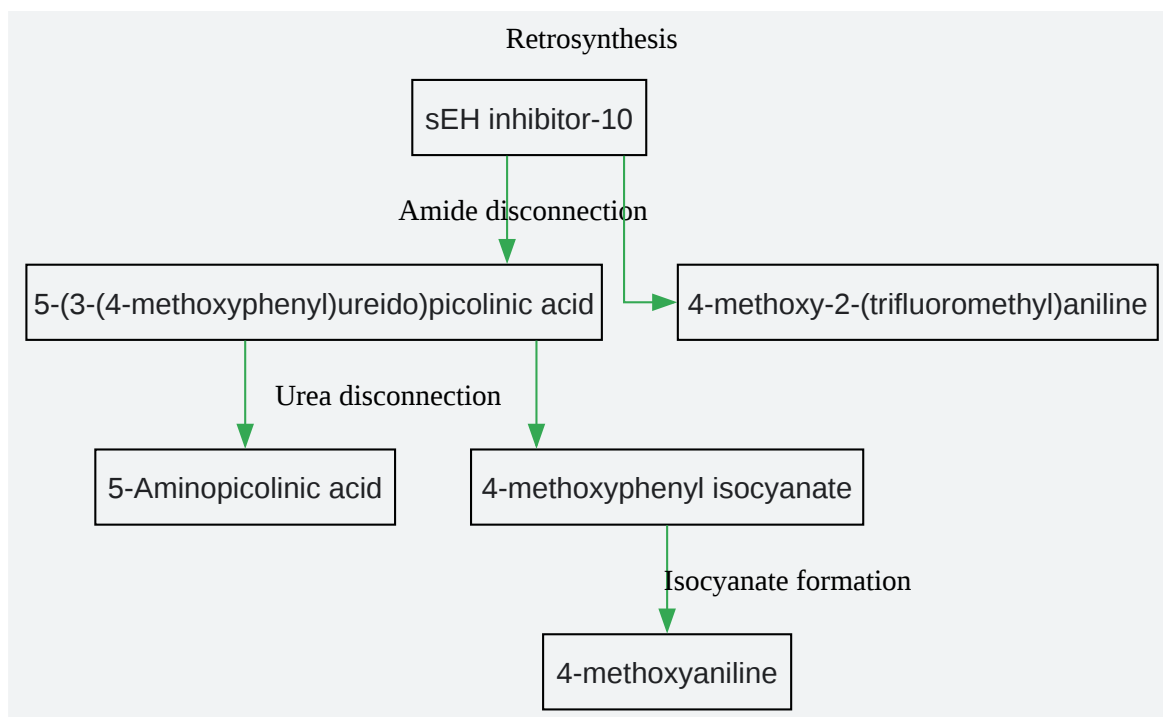 Retrosynthesis
sEH inhibitor-10
Amide disconnection
5-(3-(4-methoxyphenyl)ureido)picolinic acid
4-methoxy-2-(trifluoromethyl)aniline
Urea disconnection
5-Aminopicolinic acid
4-methoxyphenyl isocyanate
Isocyanate formation
4-methoxyaniline